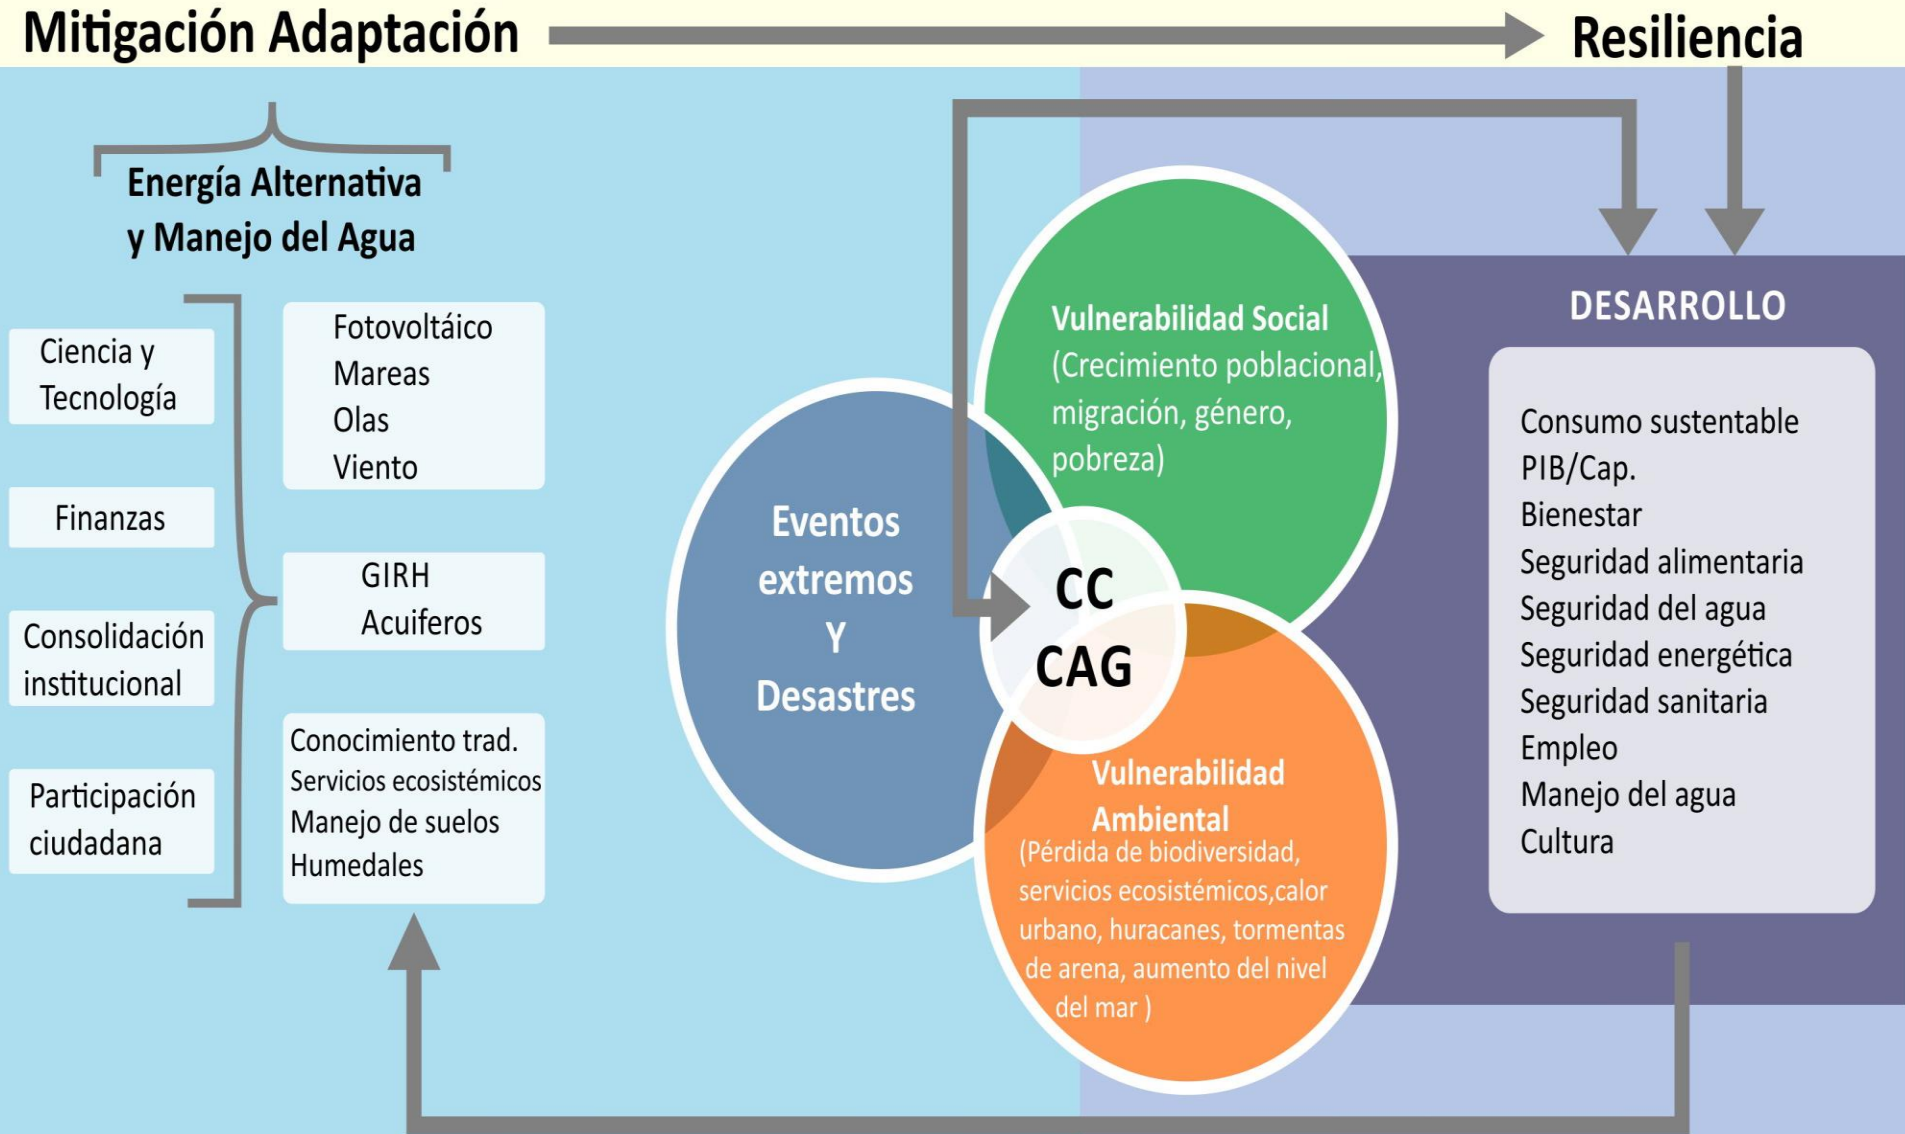 Mitigación Adaptación
Resiliencia
Energía Alternativa
y Manejo del Agua
Ciencia y
Tecnología
Finanzas
Consolidación
institucional
Participación
ciudadana
Fotovoltáico
Mareas
Olas
Viento
GIRH
Acuiferos
Conocimiento trad.
Servicios ecosistémicos
Manejo de suelos
Humedales
Eventos
extremos
Y
Desastres
Vulnerabilidad Social
(Crecimiento poblacional,
migración, género,
pobreza)
CC
CAG
Vulnerabilidad
Ambiental
(Pérdida de biodiversidad,
servicios ecosistémicos,calor
urbano, huracanes, tormentas
de arena, aumento del nivel
del mar )
DESARROLLO
Consumo sustentable
PIB/Cap.
Bienestar
Seguridad alimentaria
Seguridad del agua
Seguridad energética
Seguridad sanitaria
Empleo
Manejo del agua
Cultura